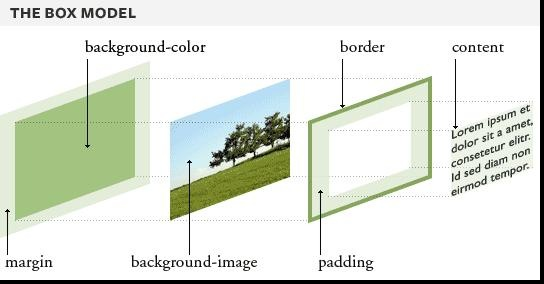 THE BOX MODEL
background-color
border
content
Lorem ipsum et
dolor sit a amet,
consetetur elitr.
Id sed diam non
eirmod tempor.
margin
background-image
padding